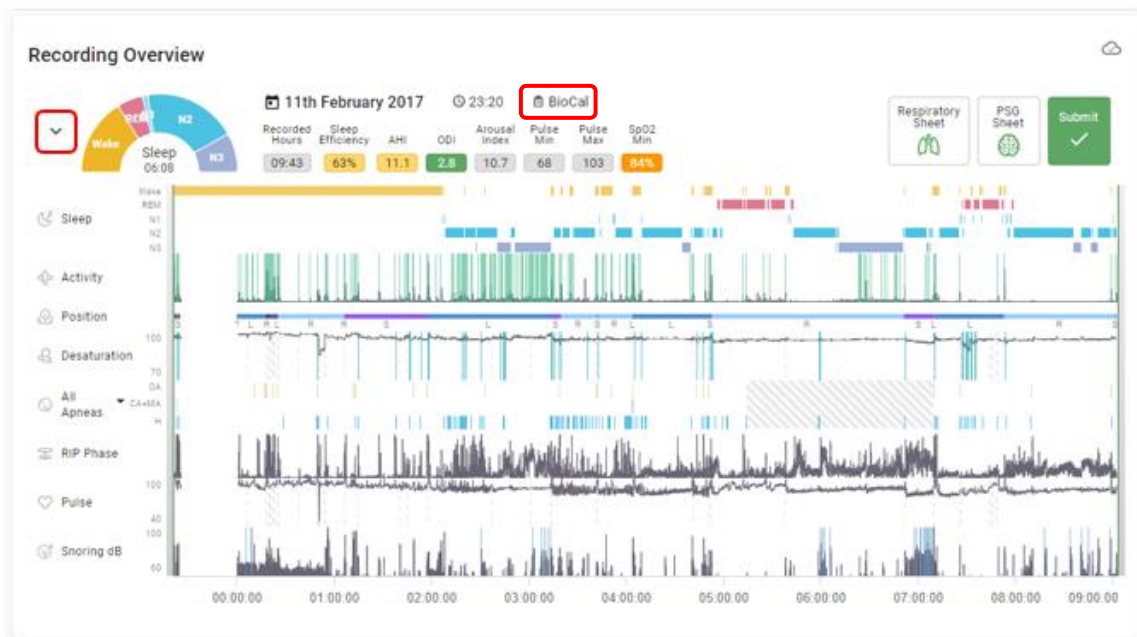 Recording Overview
11th February 2017 23:20 BioCal
Recorded Hours Sleep Efficiency AHI ODI Arousal Index Pulse Min Pulse Max SpO2 Min
09:43 63% 11.1 2.8 10.7 68 103 84%
Wake REM N2 N3
Sleep
06:08
Respiratory Sheet
PSG Sheet
Submit
Sleep
Wake
REM
N1
N2
N3
Activity
Position
Desaturation
100
70
All Apneas
OA
CA+MA
H
RIP Phase
Pulse
100
40
Snoring dB
100
60
00:00:00 01:00:00 02:00:00 03:00:00 04:00:00 05:00:00 06:00:00 07:00:00 08:00:00 09:00:00